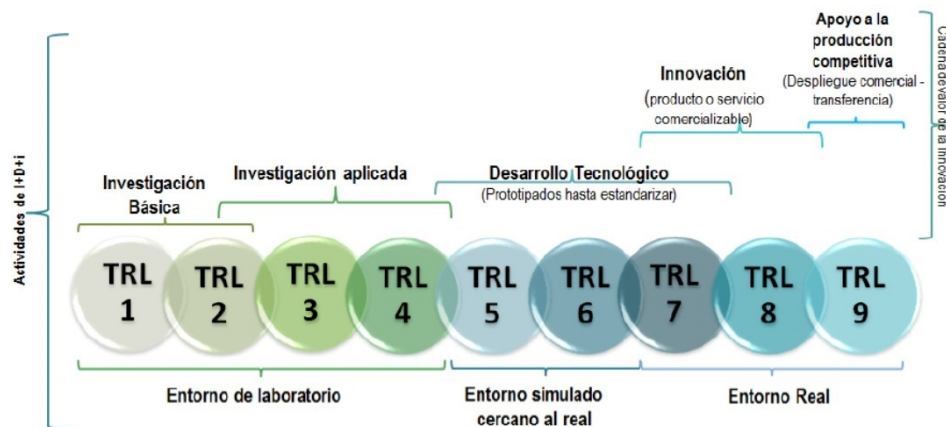 Actividades de I+D+i
Investigación
Básica
Investigación aplicada
Desarrollo Tecnológico
(Prototipados hasta estandarizar)
Innovación
(producto o servicio
comercializable)
Apoyo a la
producción
competitiva
(Despliegue comercial -
transferencia)
Cadena de valor de la Innovación
TRL
1
TRL
2
TRL
3
TRL
4
TRL
5
TRL
6
TRL
7
TRL
8
TRL
9
Entorno de laboratorio
Entorno simulado
cercano al real
Entorno Real